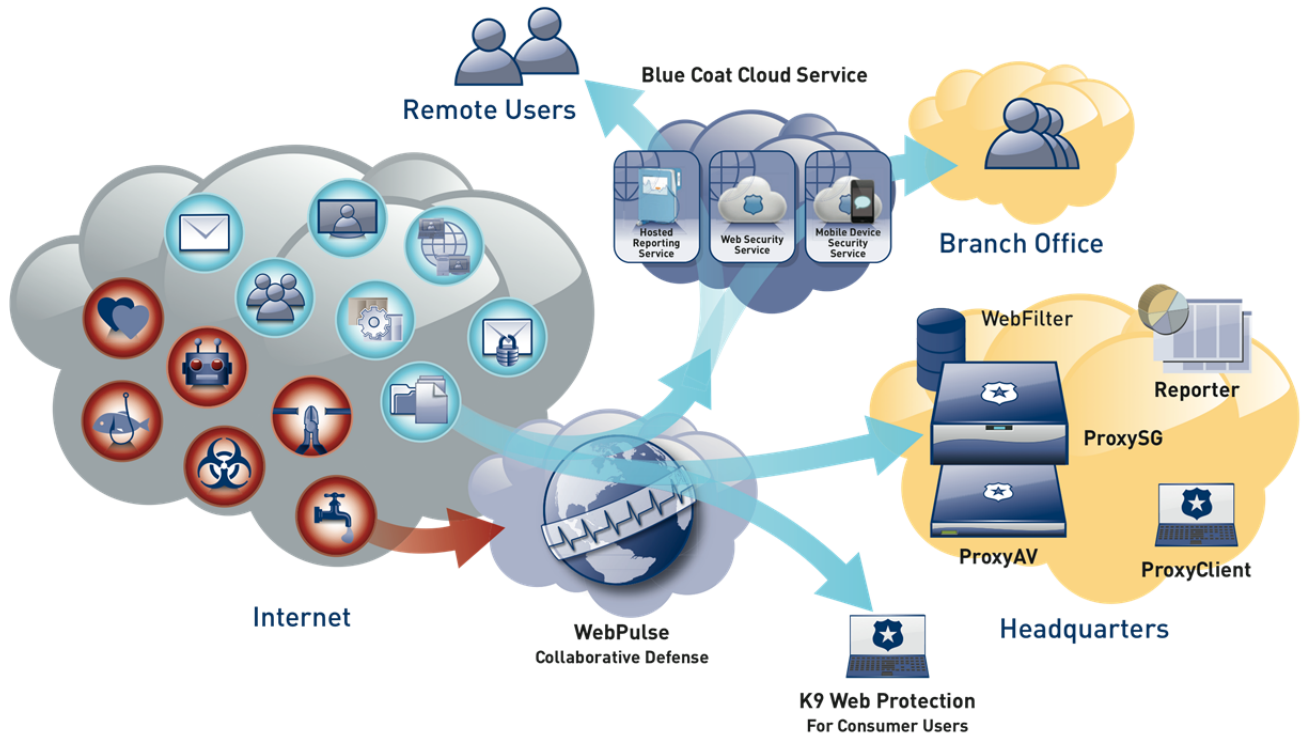 Blue Coat Cloud Service
Remote Users
Hosted
Reporting
Service
Web Security
Service
Mobile Device
Security
Service
Branch Office
WebFilter
Reporter
ProxySG
ProxyAV
ProxyClient
Headquarters
Internet
WebPulse
Collaborative Defense
K9 Web Protection
For Consumer Users